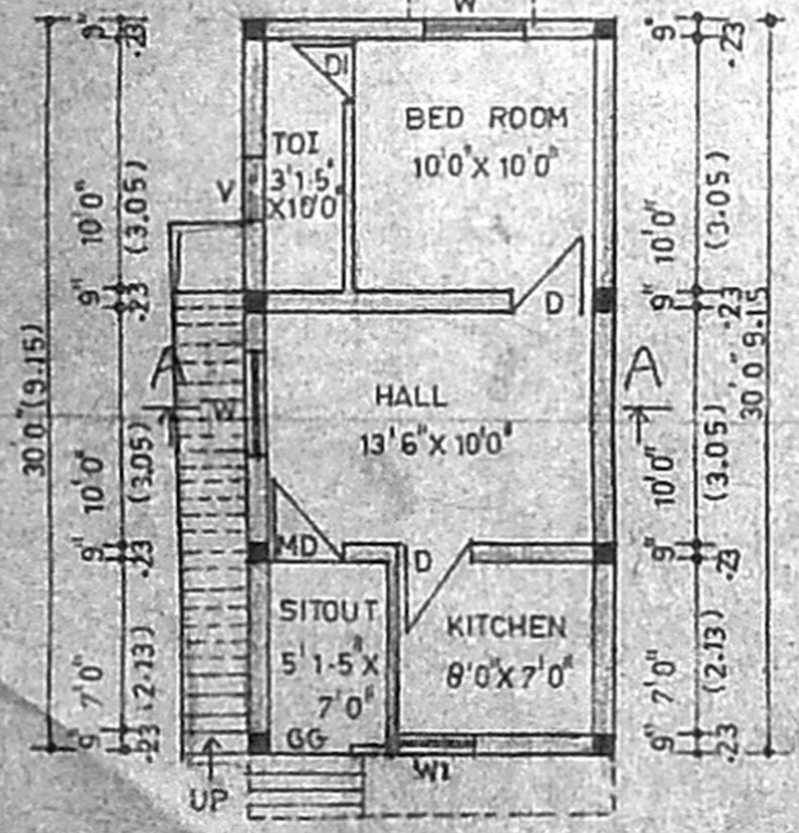 W
9" .23
D1
BED ROOM
10'0"X 10'0"
TOI
3'1·5"
X10'0"
V
10'0" (3.05)
9" .23
D
A
W
HALL
13'6"X 10'0"
A
30'0" (9.15)
10'0" (3.05)
9" .23
MD
D
SITOUT
5'1·5"X
7'0"
KITCHEN
8'0"X 7'0"
7'0" (2.13)
9" .23
GG
W1
UP
9" .23
10'0" (3.05)
9" .23
30'0" 9.15
10'0" (3.05)
9" .23
7'0" (2.13)
9" .23